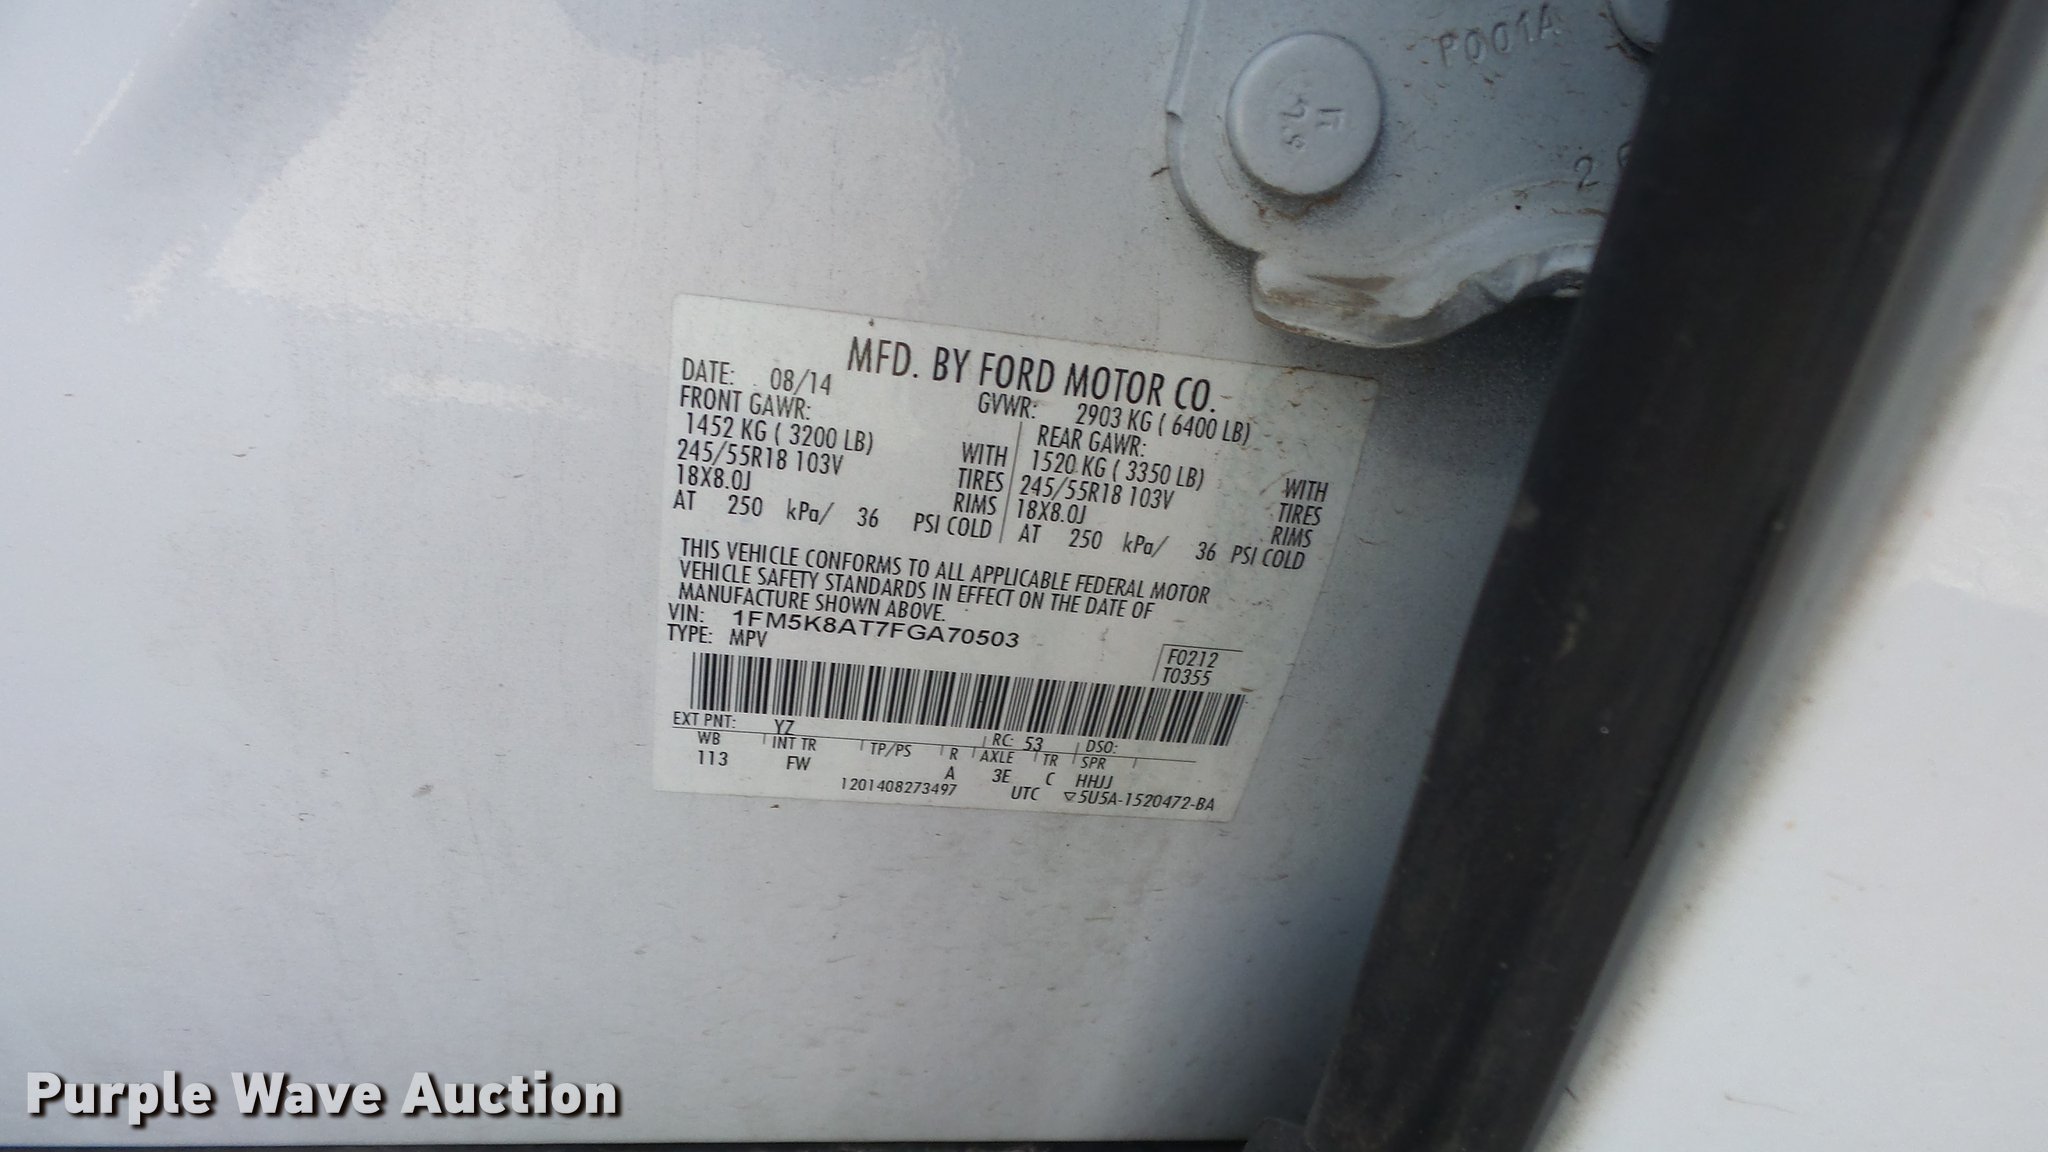 P001A
MFD. BY FORD MOTOR CO.
DATE: 08/14
GVWR: 2903 KG ( 6400 LB)
FRONT GAWR:
1452 KG ( 3200 LB) WITH
245/55R18 103V TIRES
18X8.0J RIMS
AT 250 kPa/ 36 PSI COLD
REAR GAWR:
1520 KG ( 3350 LB) WITH
245/55R18 103V TIRES
18X8.0J RIMS
AT 250 kPa/ 36 PSI COLD
THIS VEHICLE CONFORMS TO ALL APPLICABLE FEDERAL MOTOR
VEHICLE SAFETY STANDARDS IN EFFECT ON THE DATE OF
MANUFACTURE SHOWN ABOVE.
VIN: 1FM5K8AT7FGA70503
TYPE: MPV
F0212
T0355
EXT PNT: YZ RC: 53 DSO:
WB INT TR TP/PS R AXLE TR SPR
113 FW A 3E C HHJJ
1201408273497 UTC ▽5U5A-1520472-BA
Purple Wave Auction